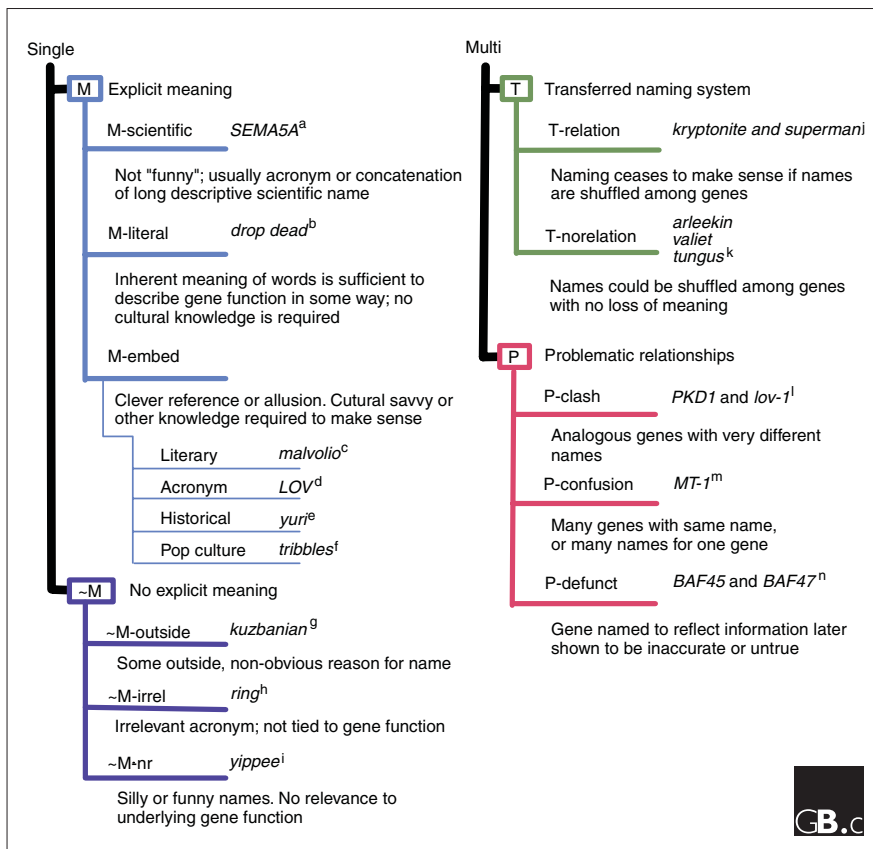 Single
M Explicit meaning
M-scientific SEMA5Aa
Not "funny"; usually acronym or concatenation
of long descriptive scientific name
M-literal drop deadb
Inherent meaning of words is sufficient to
describe gene function in some way; no
cultural knowledge is required
M-embed
Clever reference or allusion. Cutural savvy or
other knowledge required to make sense
Literary malvolioc
Acronym LOVd
Historical yurie
Pop culture tribblesf
~M No explicit meaning
~M-outside kuzbaniang
Some outside, non-obvious reason for name
~M-irrel ringh
Irrelevant acronym; not tied to gene function
~M-nr yippeei
Silly or funny names. No relevance to
underlying gene function
Multi
T Transferred naming system
T-relation kryptonite and supermanj
Naming ceases to make sense if names
are shuffled among genes
T-norelation arleekin
valiet
tungusk
Names could be shuffled among genes
with no loss of meaning
P Problematic relationships
P-clash PKD1 and lov-1l
Analogous genes with very different
names
P-confusion MT-1m
Many genes with same name,
or many names for one gene
P-defunct BAF45 and BAF47n
Gene named to reflect information later
shown to be inaccurate or untrue
GB.c